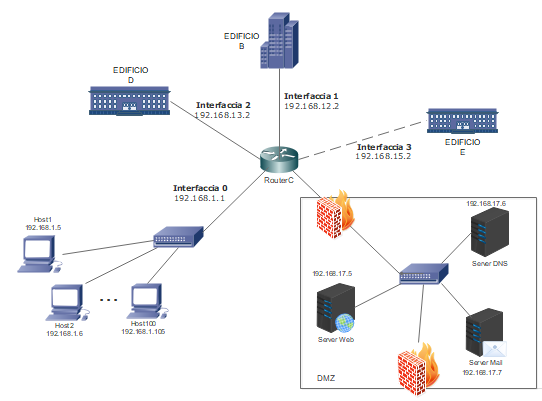 EDIFICIO
B
EDIFICIO
D
Interfaccia 2
192.168.13.2
Interfaccia 1
192.168.12.2
EDIFICIO
E
Interfaccia 3
192.168.15.2
RouterC
Interfaccia 0
192.168.1.1
Host1
192.168.1.5
Host2
192.168.1.6
...
Host100
192.168.1.105
192.168.17.6
Server DNS
192.168.17.5
Server Web
Server Mail
192.168.17.7
DMZ